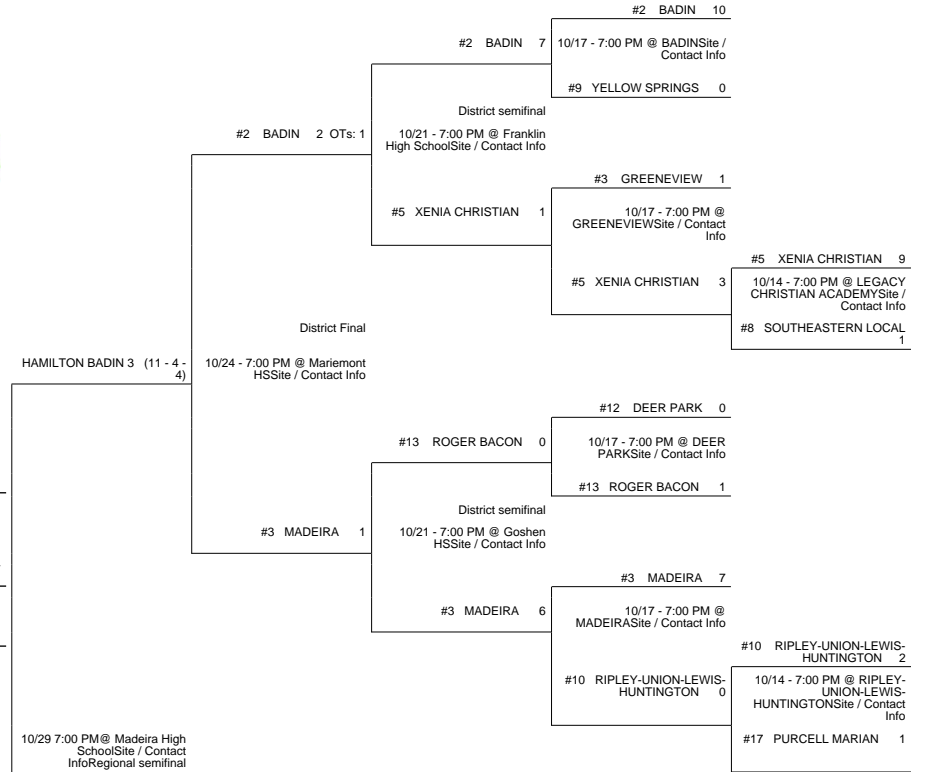 #2 BADIN 10
#2 BADIN 7
10/17 - 7:00 PM @ BADINSite /
Contact Info
#9 YELLOW SPRINGS 0
District semifinal
#2 BADIN 2 OTs: 1
10/21 - 7:00 PM @ Franklin
High SchoolSite / Contact Info
#3 GREENEVIEW 1
#5 XENIA CHRISTIAN 1
10/17 - 7:00 PM @
GREENEVIEWSite / Contact
Info
#5 XENIA CHRISTIAN 9
#5 XENIA CHRISTIAN 3
10/14 - 7:00 PM @ LEGACY
CHRISTIAN ACADEMYSite /
Contact Info
#8 SOUTHEASTERN LOCAL
1
District Final
HAMILTON BADIN 3 (11 - 4 -
4)
10/24 - 7:00 PM @ Mariemont
HSSite / Contact Info
#12 DEER PARK 0
#13 ROGER BACON 0
10/17 - 7:00 PM @ DEER
PARKSite / Contact Info
#13 ROGER BACON 1
District semifinal
#3 MADEIRA 1
10/21 - 7:00 PM @ Goshen
HSSite / Contact Info
#3 MADEIRA 7
#3 MADEIRA 6
10/17 - 7:00 PM @
MADEIRASite / Contact Info
#10 RIPLEY-UNION-LEWIS-
HUNTINGTON 2
#10 RIPLEY-UNION-LEWIS-
HUNTINGTON 0
10/14 - 7:00 PM @ RIPLEY-
UNION-LEWIS-
HUNTINGTONSite / Contact
Info
#17 PURCELL MARIAN 1
10/29 7:00 PM@ Madeira High
SchoolSite / Contact
InfoRegional semifinal